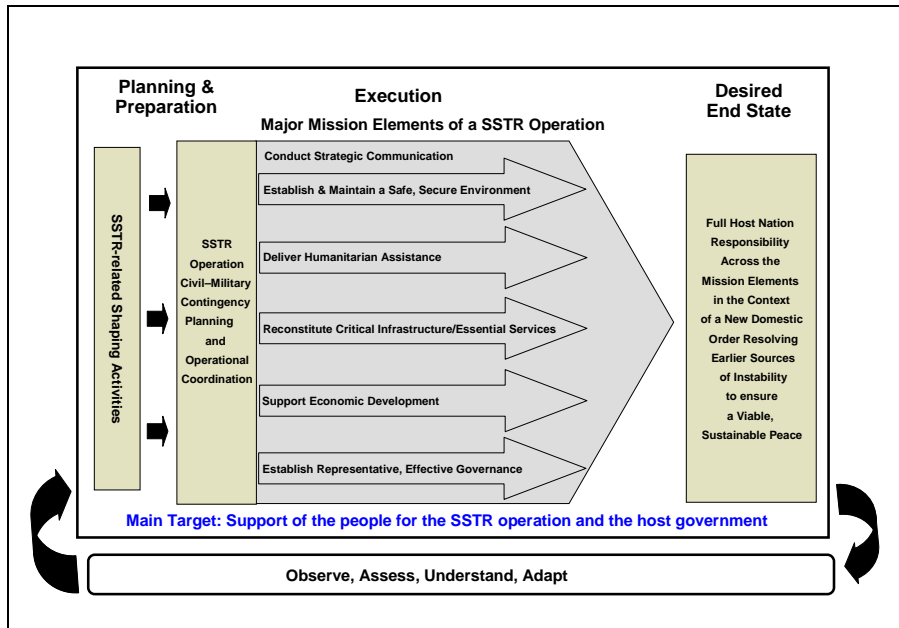 Planning &
Preparation
Execution
Major Mission Elements of a SSTR Operation
Desired
End State
SSTR-related Shaping Activities
SSTR
Operation
Civil–Military
Contingency
Planning
and
Operational
Coordination
Conduct Strategic Communication
Establish & Maintain a Safe, Secure Environment
Deliver Humanitarian Assistance
Reconstitute Critical Infrastructure/Essential Services
Support Economic Development
Establish Representative, Effective Governance
Full Host Nation
Responsibility
Across the
Mission Elements
in the Context
of a New Domestic
Order Resolving
Earlier Sources
of Instability
to ensure
a Viable,
Sustainable Peace
Main Target: Support of the people for the SSTR operation and the host government
Observe, Assess, Understand, Adapt